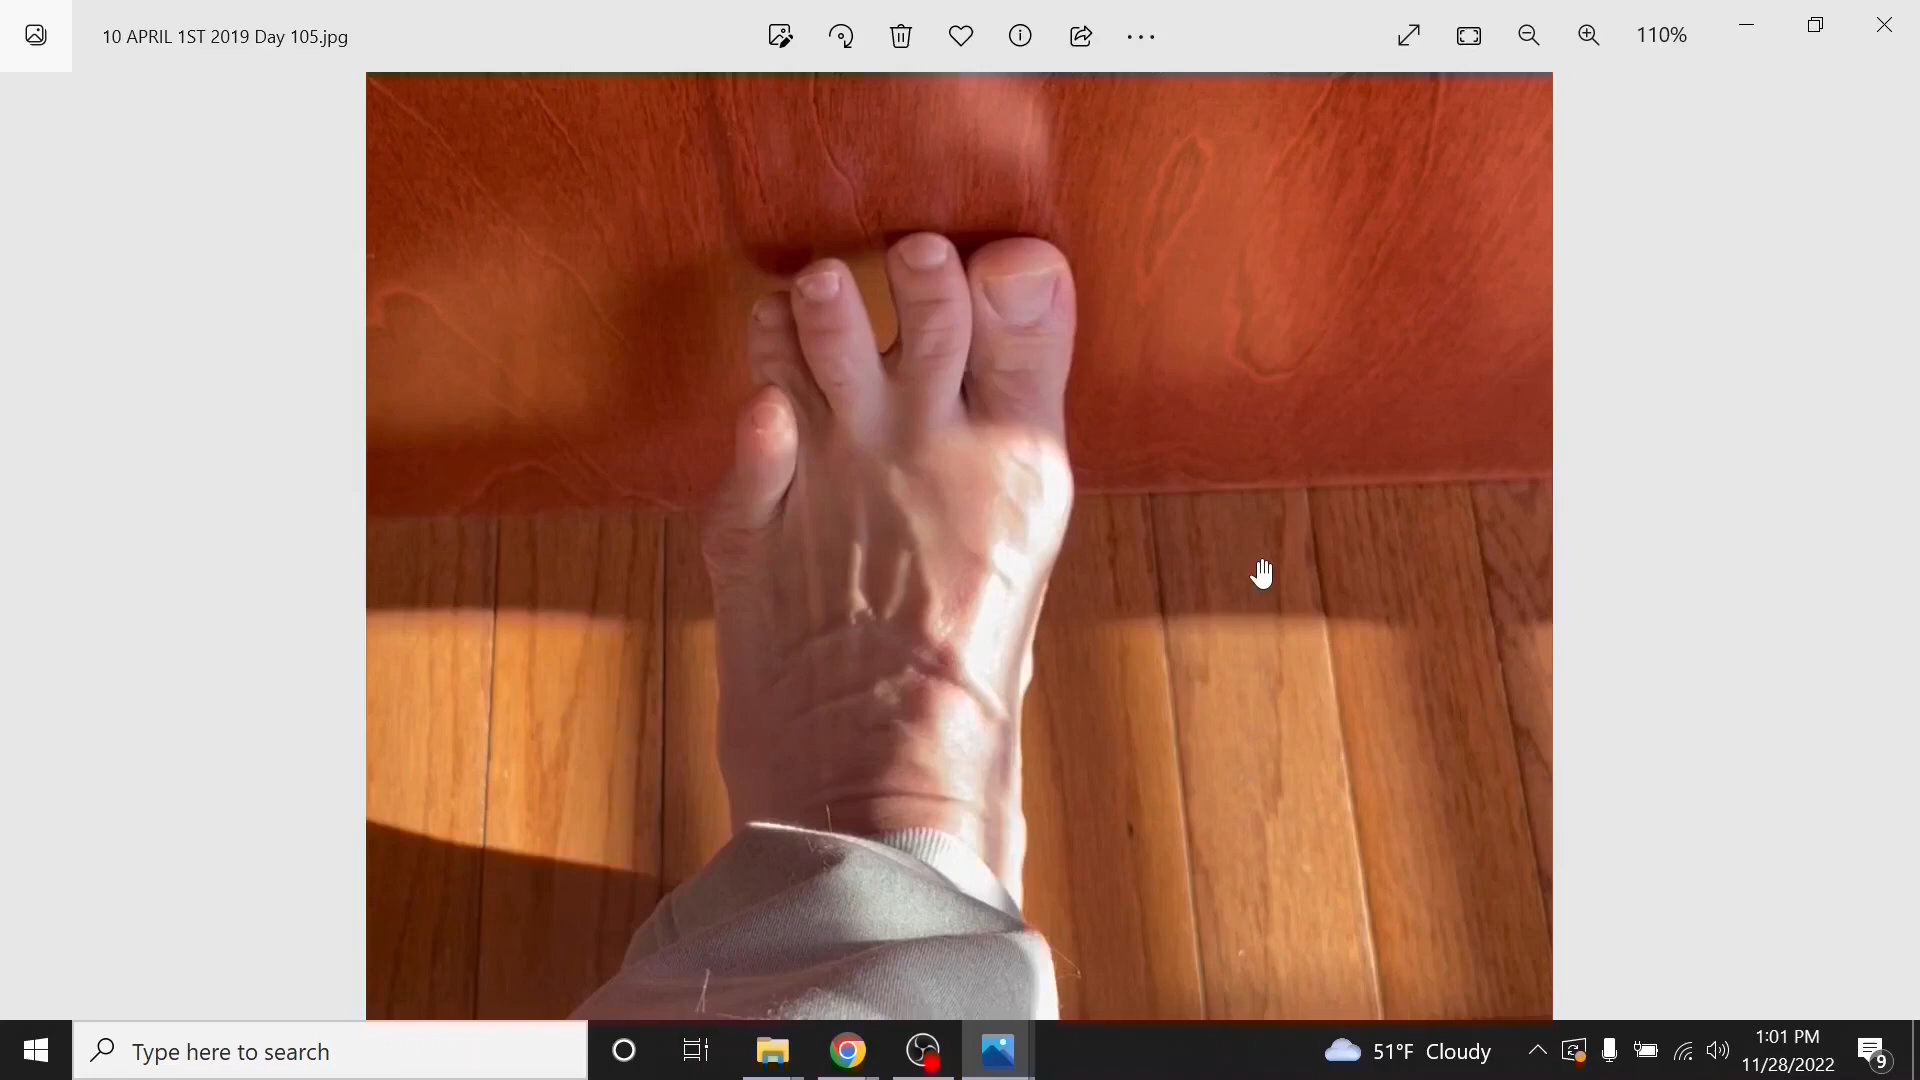 10 APRIL 1ST 2019 Day 105.jpg
110%
Type here to search
51°F Cloudy
1:01 PM
11/28/2022
9